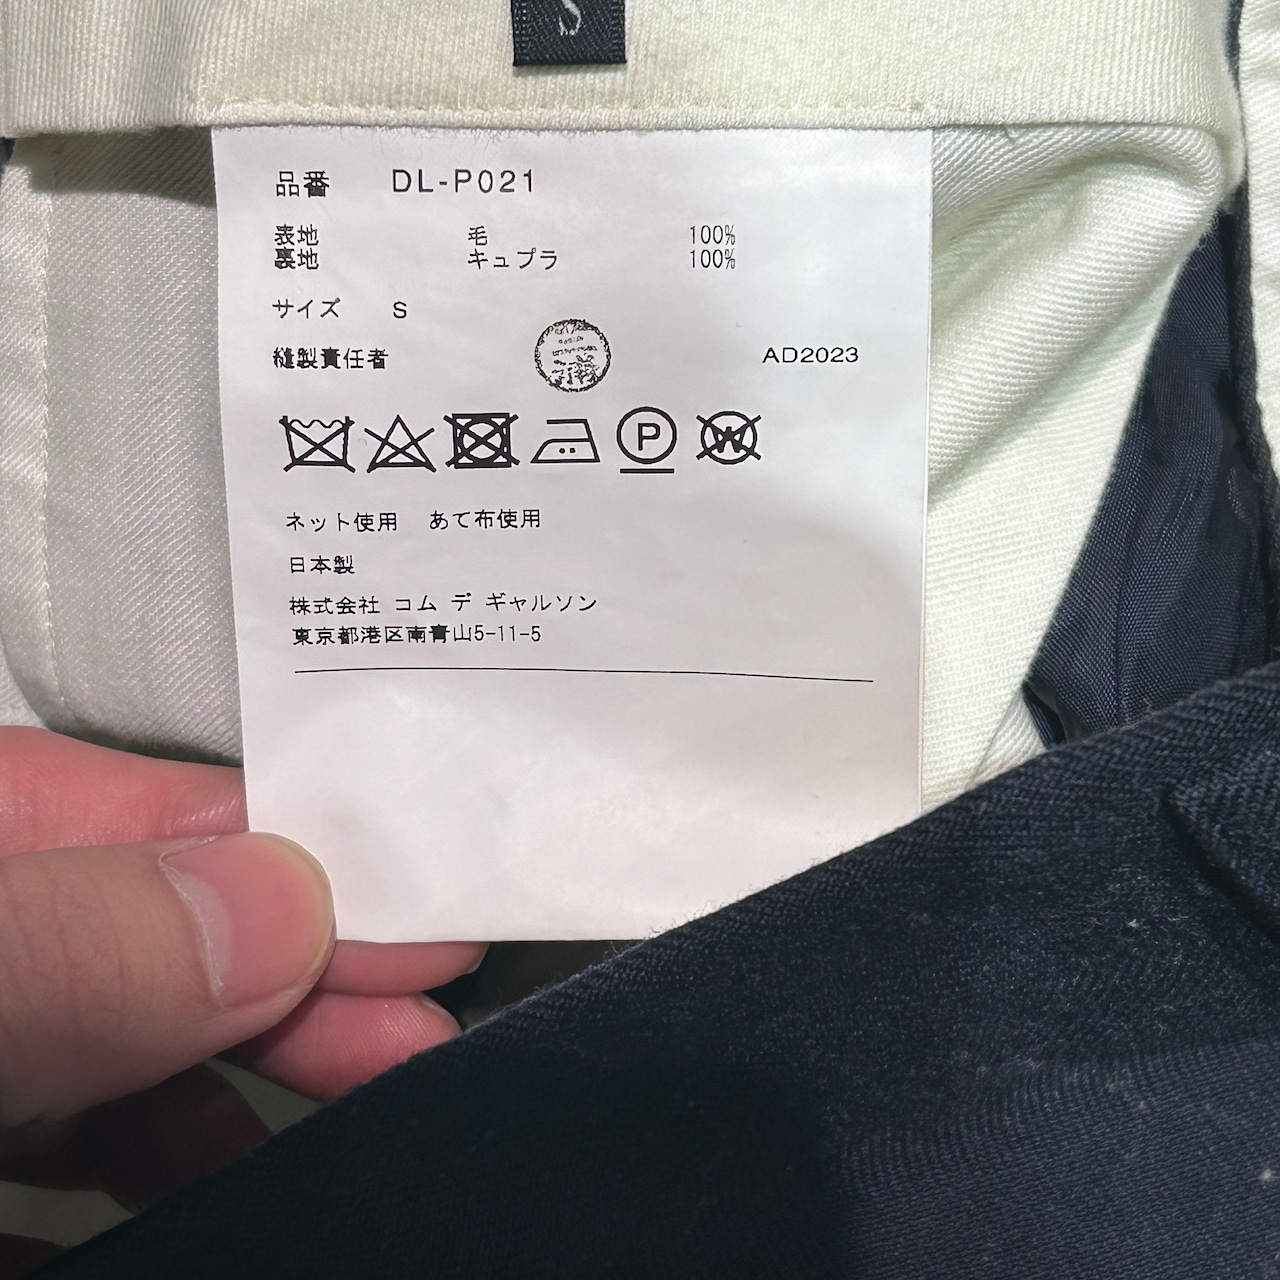 S
品番 DL-P021
表地 毛 100%
裏地 キュプラ 100%
サイズ S
縫製責任者 AD2023
P
W
ネット使用 あて布使用
日本製
株式会社 コム デ ギャルソン
東京都港区南青山5-11-5